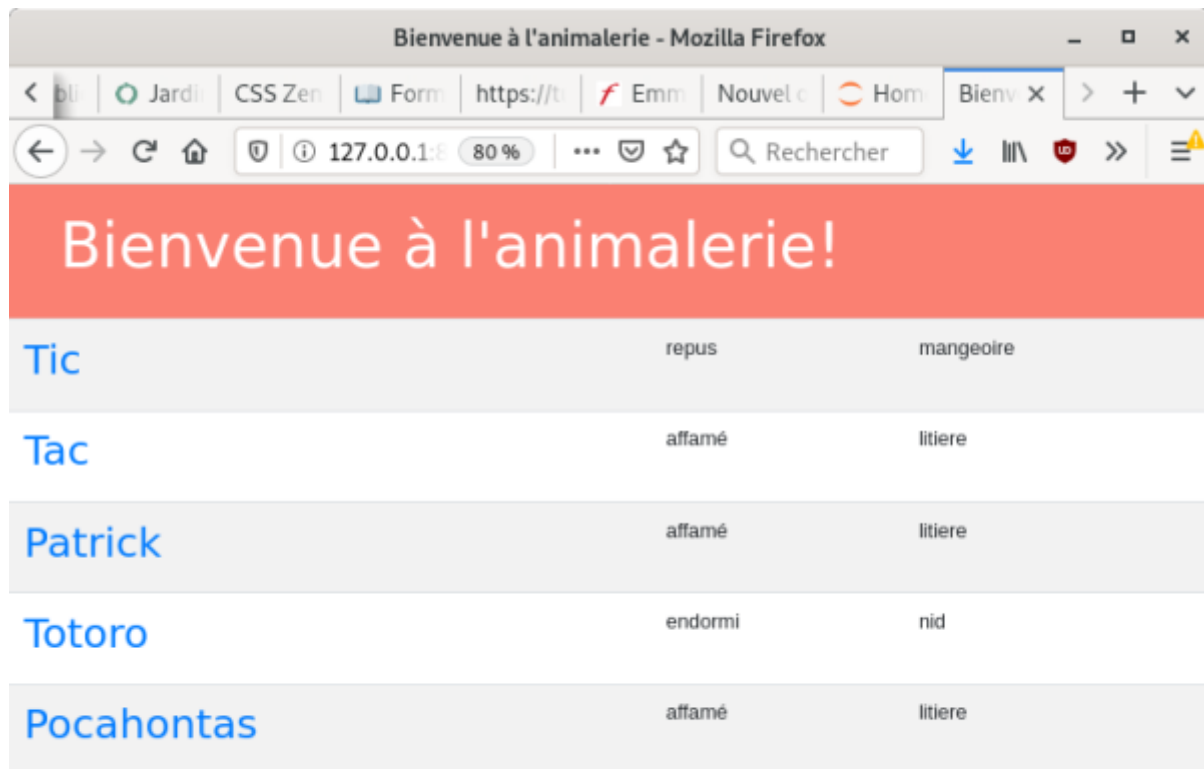 Bienvenue à l'animalerie - Mozilla Firefox
Jardi CSS Zen Form https://t Emm Nouvel Hom Bienv
127.0.0.1:8 80 % Rechercher
Bienvenue à l'animalerie!
Tic repus mangeoire
Tac affamé litiere
Patrick affamé litiere
Totoro endormi nid
Pocahontas affamé litiere